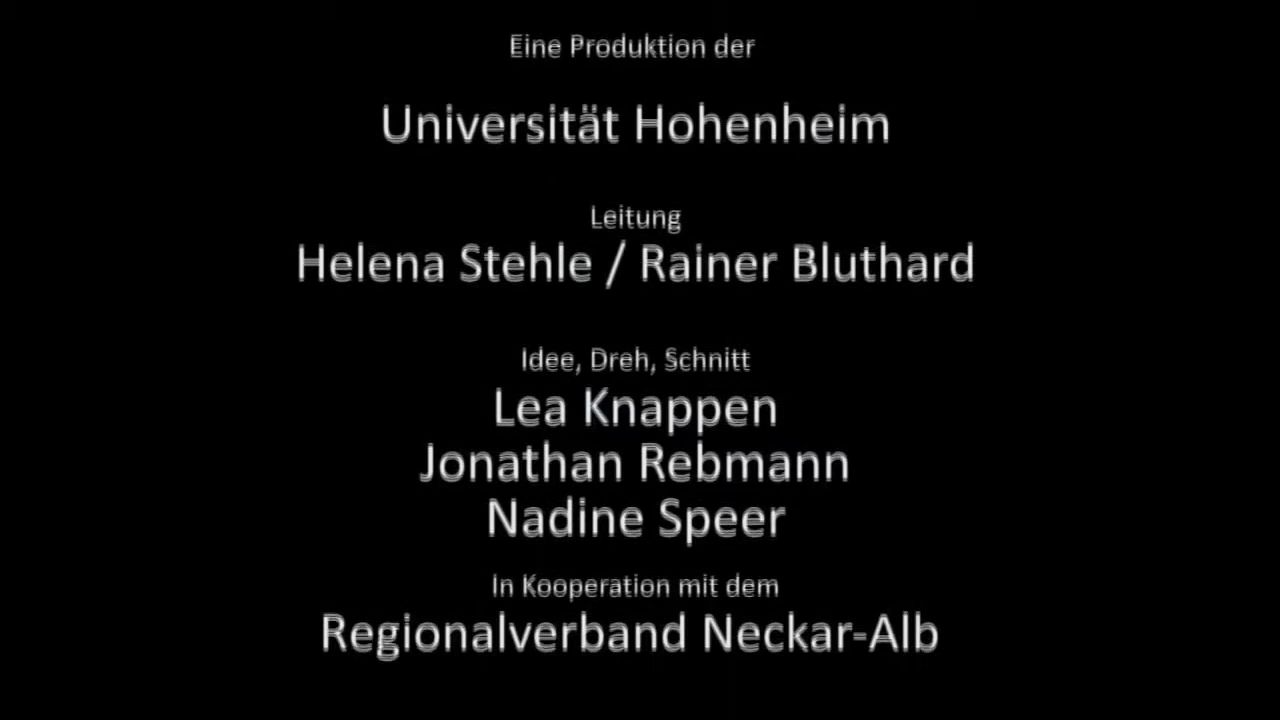 Eine Produktion der
Universität Hohenheim
Leitung
Helena Stehle / Rainer Bluthard
Idee, Dreh, Schnitt
Lea Knappen
Jonathan Rebmann
Nadine Speer
In Kooperation mit dem
Regionalverband Neckar-Alb